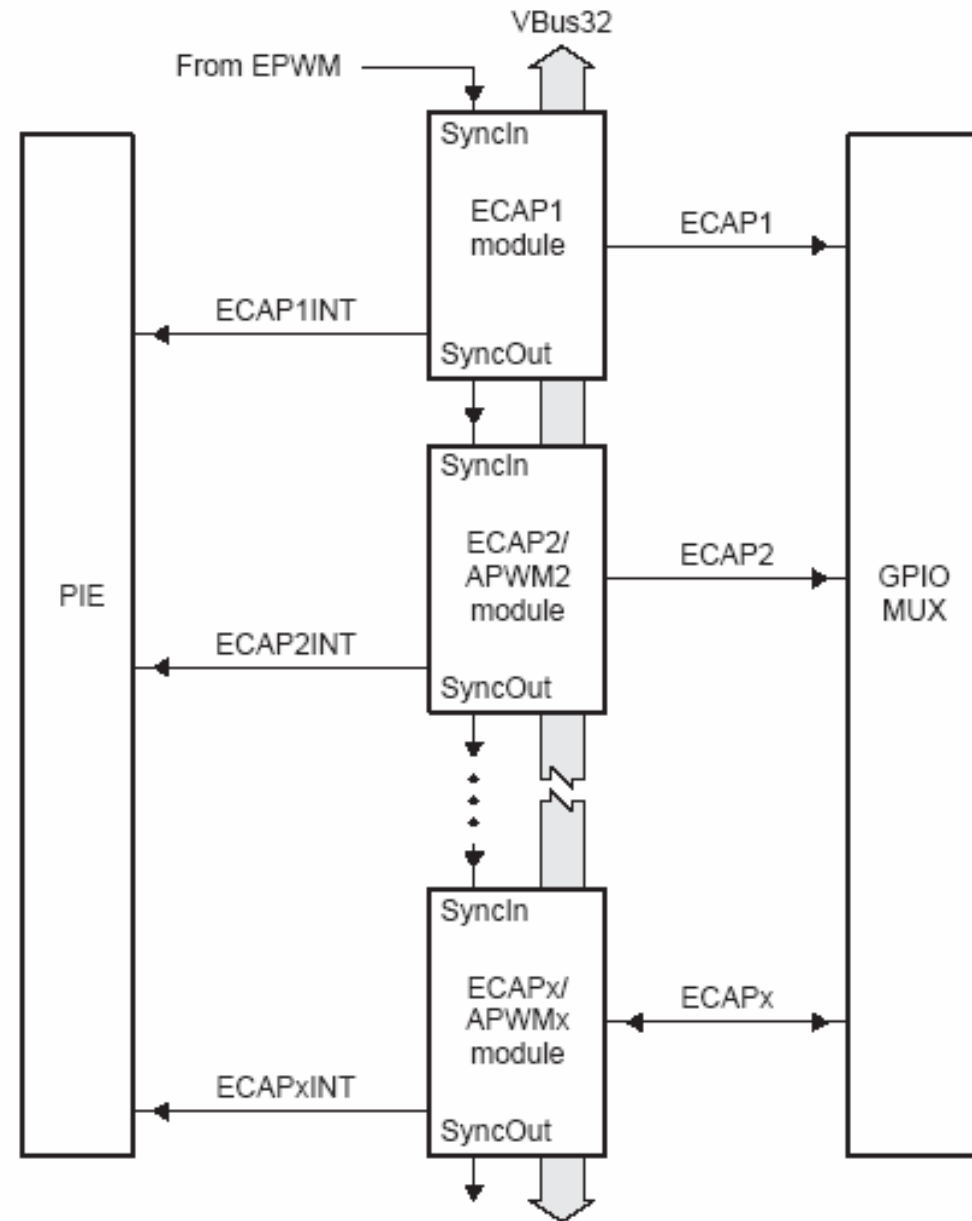 VBus32
From EPWM
SyncIn
ECAP1
module
ECAP1
ECAP1INT
SyncOut
SyncIn
ECAP2/
APWM2
module
ECAP2
PIE
GPIO
MUX
ECAP2INT
SyncOut
SyncIn
ECAPx/
APWMx
module
ECAPx
ECAPxINT
SyncOut